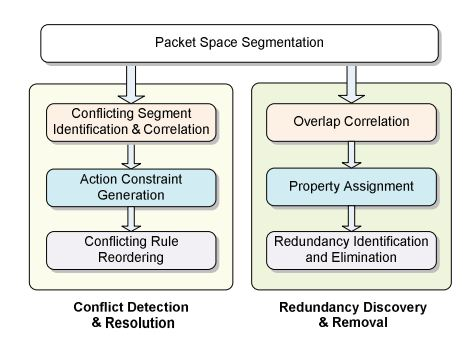 Packet Space Segmentation
Conflicting Segment
Identification & Correlation
Action Constraint
Generation
Conflicting Rule
Reordering
Conflict Detection
& Resolution
Overlap Correlation
Property Assignment
Redundancy Identification
and Elimination
Redundancy Discovery
& Removal